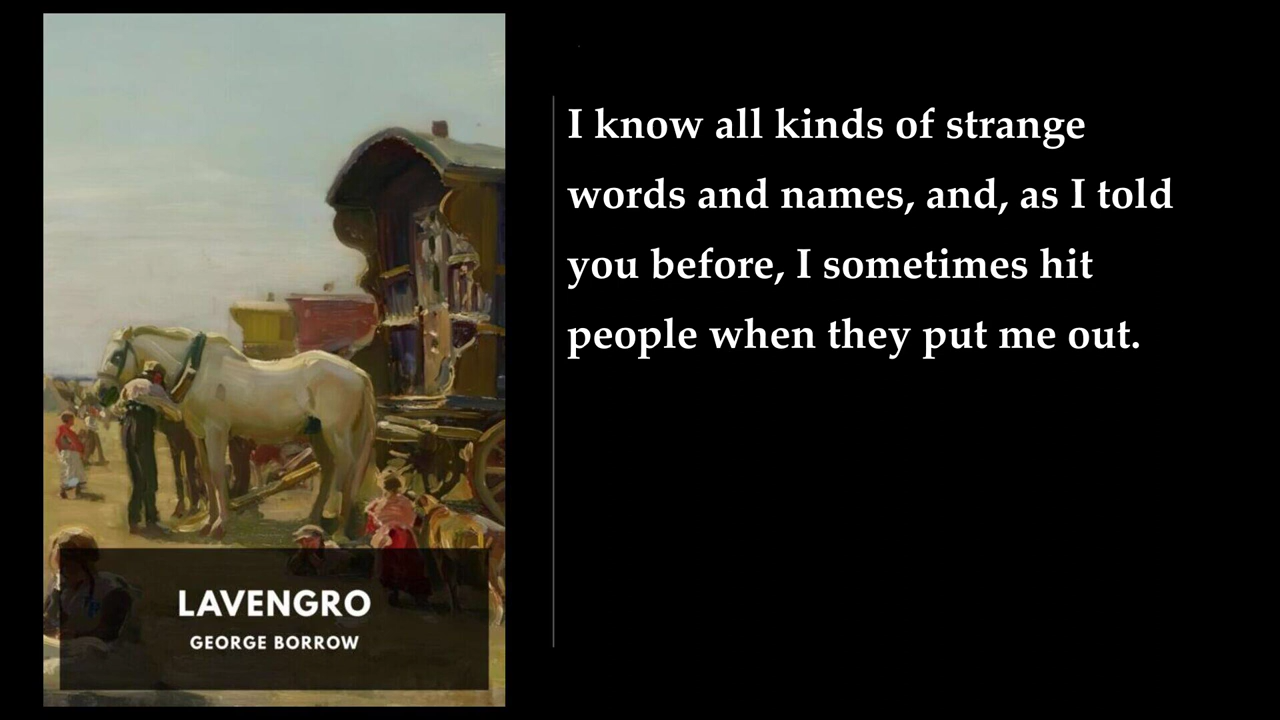 LAVENGRO
GEORGE BORROW
I know all kinds of strange
words and names, and, as I told
you before, I sometimes hit
people when they put me out.